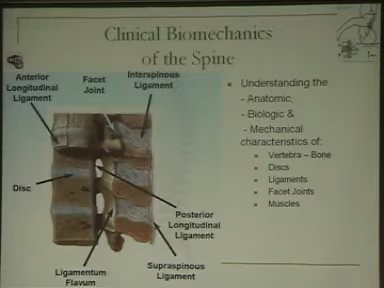 Clinical Biomechanics
of the Spine
Anterior
Longitudinal
Ligament
Facet
Joint
Interspinous
Ligament
Disc
Posterior
Longitudinal
Ligament
Ligamentum
Flavum
Supraspinous
Ligament
Understanding the
- Anatomic,
- Biologic &
- Mechanical
characteristics of:
Vertebra – Bone
Discs
Ligaments
Facet Joints
Muscles